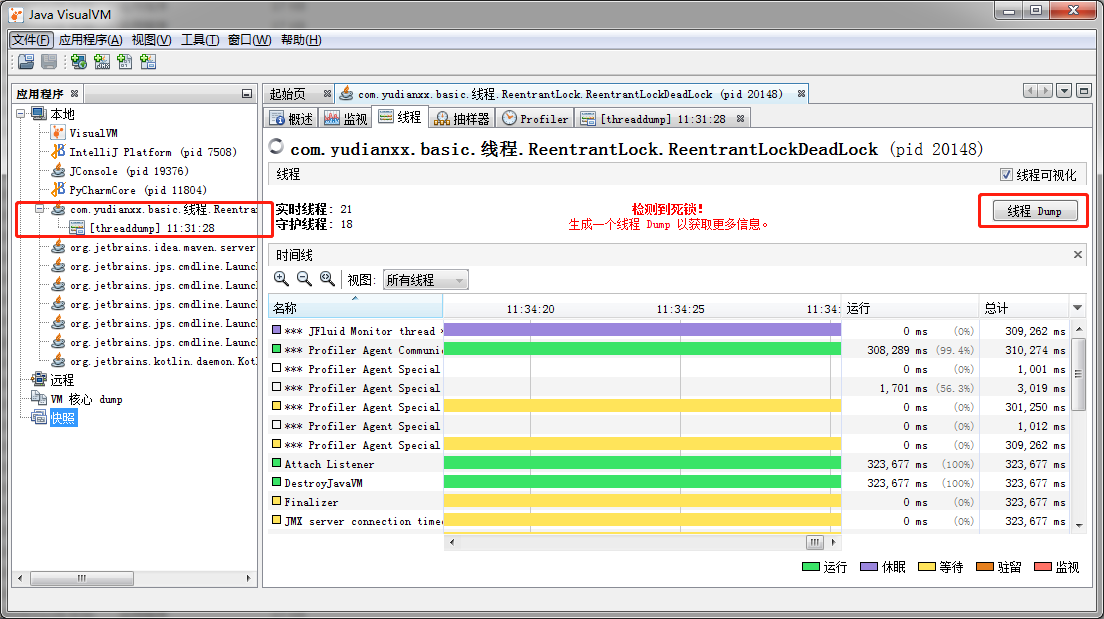 Java VisualVM
文件(F) 应用程序(A) 视图(V) 工具(T) 窗口(W) 帮助(H)
应用程序
本地
VisualVM
IntelliJ Platform (pid 7508)
JConsole (pid 19376)
PyCharmCore (pid 11804)
com.yudianxx.basic.线程.Reentran
[threaddump] 11:31:28
org.jetbrains.idea.maven.server
org.jetbrains.jps.cmdline.Launc
org.jetbrains.jps.cmdline.Launc
org.jetbrains.jps.cmdline.Launc
org.jetbrains.jps.cmdline.Launc
org.jetbrains.jps.cmdline.Launc
org.jetbrains.kotlin.daemon.Kotl
远程
VM 核心 dump
快照
起始页 com.yudianxx.basic.线程.ReentrantLock.ReentrantLockDeadLock (pid 20148)
概述 监视 线程 抽样器 Profiler [threaddump] 11:31:28
com.yudianxx.basic.线程.ReentrantLock.ReentrantLockDeadLock (pid 20148)
线程 线程可视化
实时线程: 21
守护线程: 18
检测到死锁!
生成一个线程 Dump 以获取更多信息。
线程 Dump
时间线
视图: 所有线程
名称 11:34:20 11:34:25 11:34: 运行 总计
*** JFluid Monitor thread * 0 ms (0%) 309,262 ms
*** Profiler Agent Communi 308,289 ms (99.4%) 310,274 ms
*** Profiler Agent Special 0 ms (0%) 1,001 ms
*** Profiler Agent Special 1,701 ms (56.3%) 3,019 ms
*** Profiler Agent Special 0 ms (0%) 301,250 ms
*** Profiler Agent Special 0 ms (0%) 1,012 ms
*** Profiler Agent Special 0 ms (0%) 309,262 ms
Attach Listener 323,677 ms (100%) 323,677 ms
DestroyJavaVM 323,677 ms (100%) 323,677 ms
Finalizer 0 ms (0%) 323,677 ms
JMX server connection timeo 0 ms (0%) 323,677 ms
运行 休眠 等待 驻留 监视